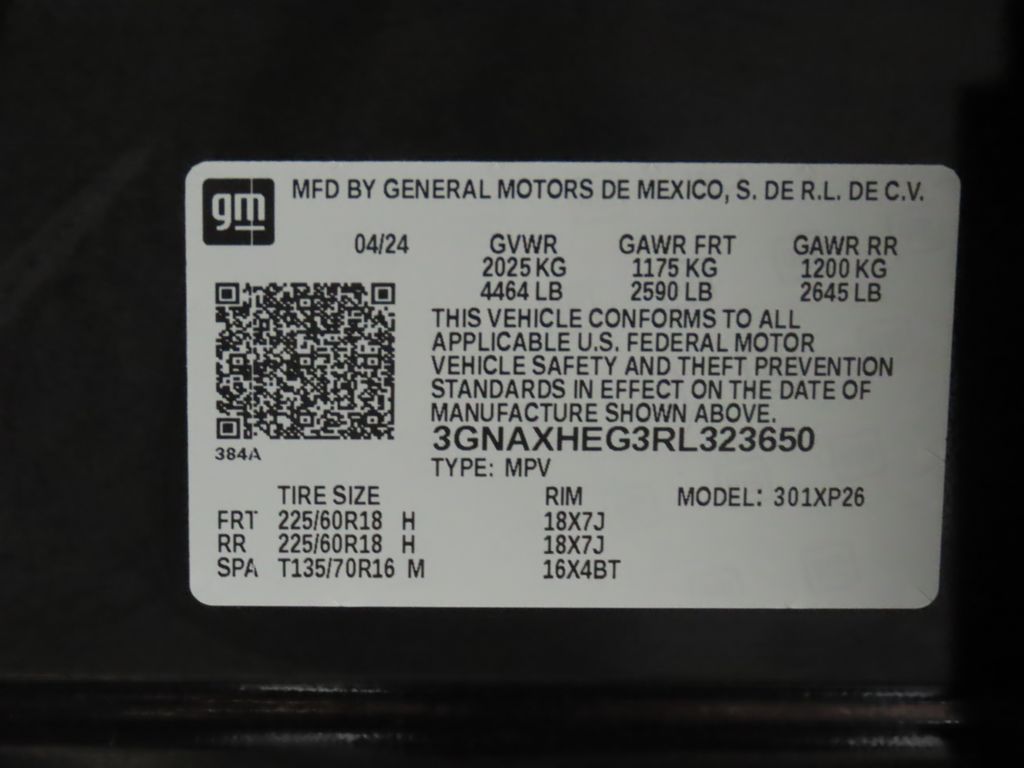 gm
MFD BY GENERAL MOTORS DE MEXICO, S. DE R.L. DE C.V.
04/24 GVWR GAWR FRT GAWR RR
2025 KG 1175 KG 1200 KG
4464 LB 2590 LB 2645 LB
THIS VEHICLE CONFORMS TO ALL
APPLICABLE U.S. FEDERAL MOTOR
VEHICLE SAFETY AND THEFT PREVENTION
STANDARDS IN EFFECT ON THE DATE OF
MANUFACTURE SHOWN ABOVE.
3GNAXHEG3RL323650
384A
TYPE: MPV
TIRE SIZE RIM MODEL: 301XP26
FRT 225/60R18 H 18X7J
RR 225/60R18 H 18X7J
SPA T135/70R16 M 16X4BT